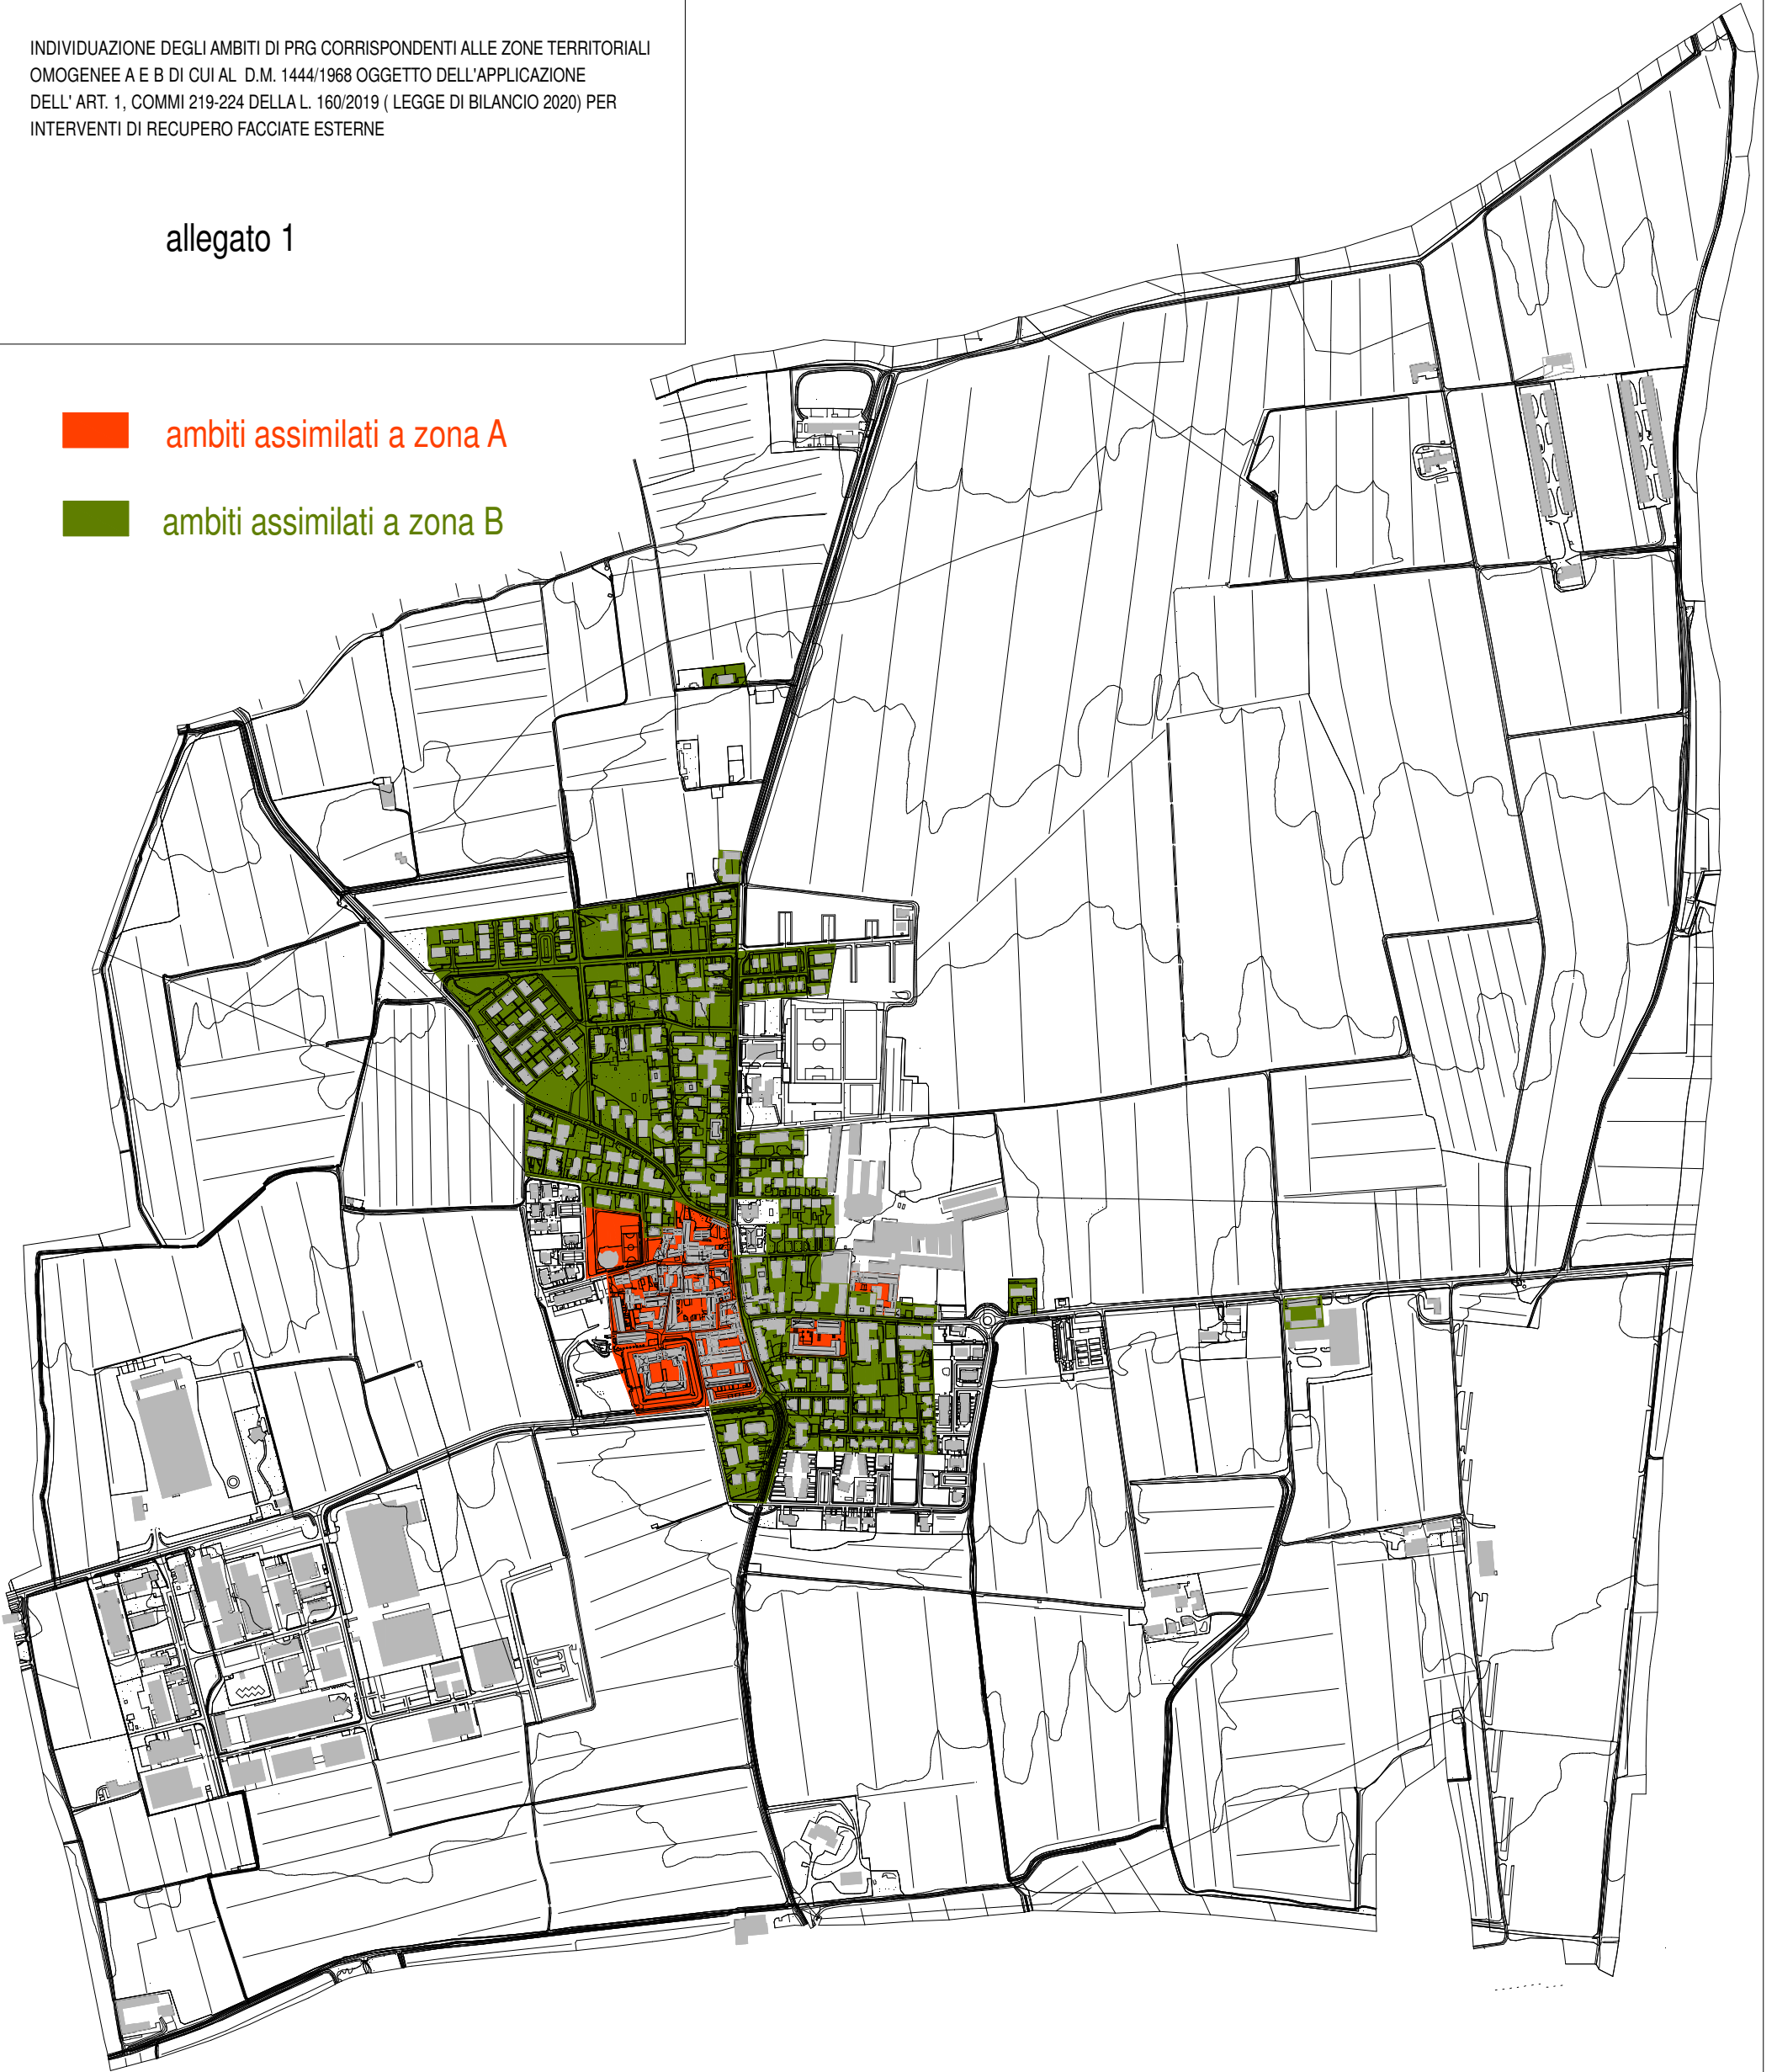 INDIVIDUAZIONE DEGLI AMBITI DI PRG CORRISPONDENTI ALLE ZONE TERRITORIALI
OMOGENEE A E B DI CUI AL D.M. 1444/1968 OGGETTO DELL'APPLICAZIONE
DELL' ART. 1, COMMI 219-224 DELLA L. 160/2019 ( LEGGE DI BILANCIO 2020) PER
INTERVENTI DI RECUPERO FACCIATE ESTERNE
allegato 1
ambiti assimilati a zona A
ambiti assimilati a zona B